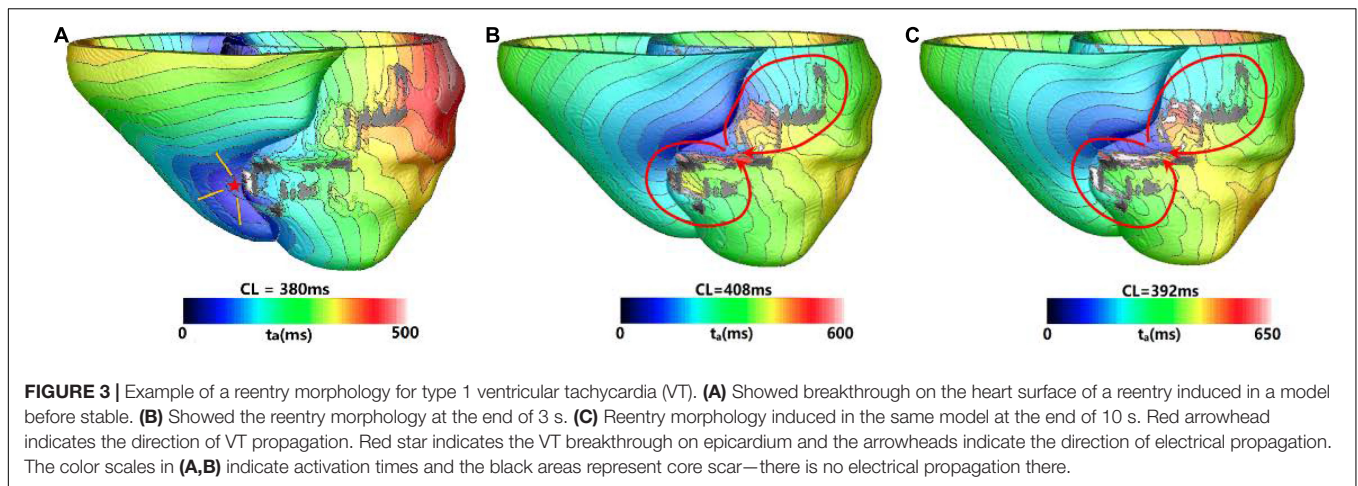 A
B
C
CL = 380ms
0
500
ta(ms)
CL=408ms
0
600
ta(ms)
CL=392ms
0
650
ta(ms)
FIGURE 3 | Example of a reentry morphology for type 1 ventricular tachycardia (VT). (A) Showed breakthrough on the heart surface of a reentry induced in a model
before stable. (B) Showed the reentry morphology at the end of 3 s. (C) Reentry morphology induced in the same model at the end of 10 s. Red arrowhead
indicates the direction of VT propagation. Red star indicates the VT breakthrough on epicardium and the arrowheads indicate the direction of electrical propagation.
The color scales in (A,B) indicate activation times and the black areas represent core scar—there is no electrical propagation there.